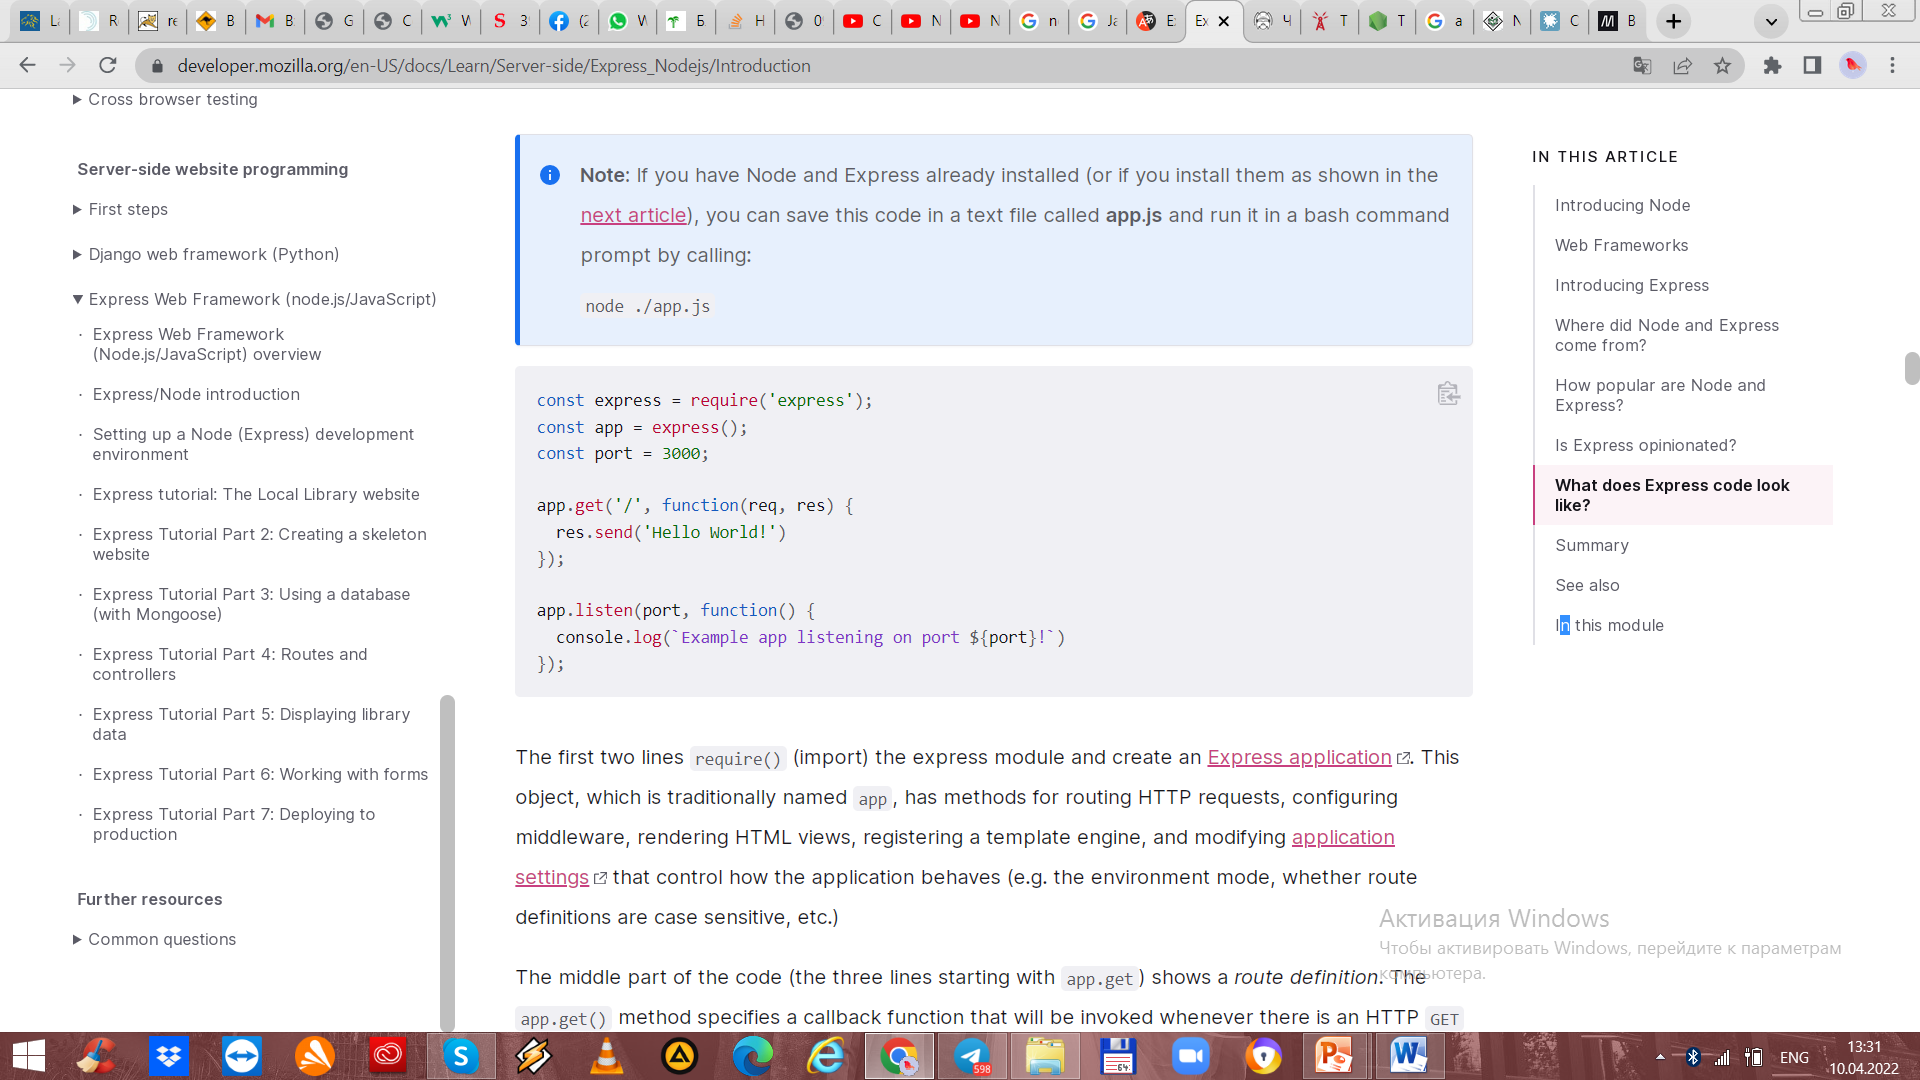 developer.mozilla.org/en-US/docs/Learn/Server-side/Express_Nodejs/Introduction
Cross browser testing
Server-side website programming
First steps
Django web framework (Python)
Express Web Framework (node.js/JavaScript)
Express Web Framework
(Node.js/JavaScript) overview
Express/Node introduction
Setting up a Node (Express) development
environment
Express tutorial: The Local Library website
Express Tutorial Part 2: Creating a skeleton
website
Express Tutorial Part 3: Using a database
(with Mongoose)
Express Tutorial Part 4: Routes and
controllers
Express Tutorial Part 5: Displaying library
data
Express Tutorial Part 6: Working with forms
Express Tutorial Part 7: Deploying to
production
Further resources
Common questions
Note: If you have Node and Express already installed (or if you install them as shown in the
next article), you can save this code in a text file called app.js and run it in a bash command
prompt by calling:
node ./app.js
const express = require('express');
const app = express();
const port = 3000;
app.get('/', function(req, res) {
res.send('Hello World!')
});
app.listen(port, function() {
console.log(`Example app listening on port ${port}!`)
});
The first two lines require() (import) the express module and create an Express application. This
object, which is traditionally named app, has methods for routing HTTP requests, configuring
middleware, rendering HTML views, registering a template engine, and modifying application
settings that control how the application behaves (e.g. the environment mode, whether route
definitions are case sensitive, etc.)
The middle part of the code (the three lines starting with app.get) shows a route definition. The
app.get() method specifies a callback function that will be invoked whenever there is an HTTP GET
IN THIS ARTICLE
Introducing Node
Web Frameworks
Introducing Express
Where did Node and Express
come from?
How popular are Node and
Express?
Is Express opinionated?
What does Express code look
like?
Summary
See also
In this module
Активация Windows
Чтобы активировать Windows, перейдите к параметрам
компьютера.
598
64
ENG
13:31
10.04.2022